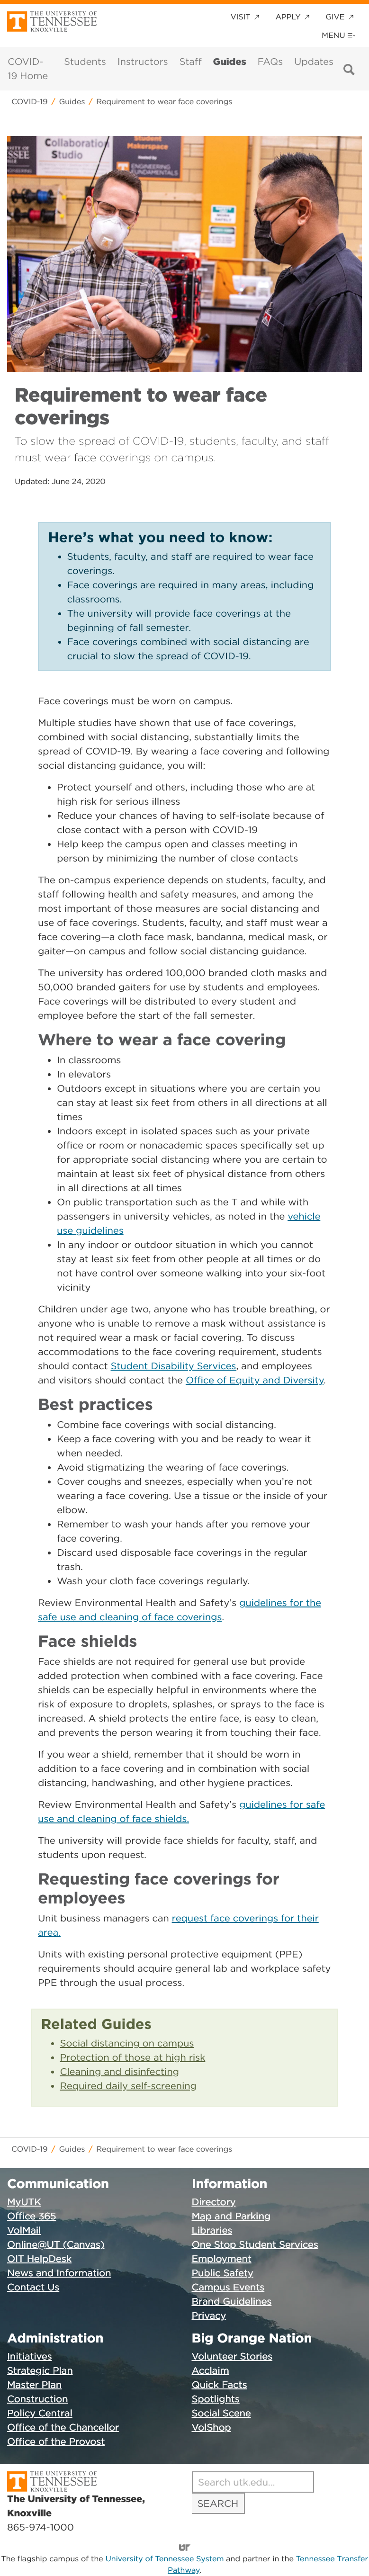 THE UNIVERSITY OF
TENNESSEE
KNOXVILLE
VISIT ↗ APPLY ↗ GIVE ↗
MENU
COVID-
19 Home
Students Instructors Staff Guides FAQs Updates
COVID-19 / Guides / Requirement to wear face coverings
Collaboration
Studio
Student
Makerspace
ENGINEERING
FUNDAMENTALS
Requirement to wear face
coverings
To slow the spread of COVID-19, students, faculty, and staff
must wear face coverings on campus.
Updated: June 24, 2020
Here’s what you need to know:
• Students, faculty, and staff are required to wear face
coverings.
• Face coverings are required in many areas, including
classrooms.
• The university will provide face coverings at the
beginning of fall semester.
• Face coverings combined with social distancing are
crucial to slow the spread of COVID-19.
Face coverings must be worn on campus.
Multiple studies have shown that use of face coverings,
combined with social distancing, substantially limits the
spread of COVID-19. By wearing a face covering and following
social distancing guidance, you will:
• Protect yourself and others, including those who are at
high risk for serious illness
• Reduce your chances of having to self-isolate because of
close contact with a person with COVID-19
• Help keep the campus open and classes meeting in
person by minimizing the number of close contacts
The on-campus experience depends on students, faculty, and
staff following health and safety measures, and among the
most important of those measures are social distancing and
use of face coverings. Students, faculty, and staff must wear a
face covering—a cloth face mask, bandanna, medical mask, or
gaiter—on campus and follow social distancing guidance.
The university has ordered 100,000 branded cloth masks and
50,000 branded gaiters for use by students and employees.
Face coverings will be distributed to every student and
employee before the start of the fall semester.
Where to wear a face covering
• In classrooms
• In elevators
• Outdoors except in situations where you are certain you
can stay at least six feet from others in all directions at all
times
• Indoors except in isolated spaces such as your private
office or room or nonacademic spaces specifically set up
for appropriate social distancing where you are certain to
maintain at least six feet of physical distance from others
in all directions at all times
• On public transportation such as the T and while with
passengers in university vehicles, as noted in the vehicle
use guidelines
• In any indoor or outdoor situation in which you cannot
stay at least six feet from other people at all times or do
not have control over someone walking into your six-foot
vicinity
Children under age two, anyone who has trouble breathing, or
anyone who is unable to remove a mask without assistance is
not required wear a mask or facial covering. To discuss
accommodations to the face covering requirement, students
should contact Student Disability Services, and employees
and visitors should contact the Office of Equity and Diversity.
Best practices
• Combine face coverings with social distancing.
• Keep a face covering with you and be ready to wear it
when needed.
• Avoid stigmatizing the wearing of face coverings.
• Cover coughs and sneezes, especially when you’re not
wearing a face covering. Use a tissue or the inside of your
elbow.
• Remember to wash your hands after you remove your
face covering.
• Discard used disposable face coverings in the regular
trash.
• Wash your cloth face coverings regularly.
Review Environmental Health and Safety’s guidelines for the
safe use and cleaning of face coverings.
Face shields
Face shields are not required for general use but provide
added protection when combined with a face covering. Face
shields can be especially helpful in environments where the
risk of exposure to droplets, splashes, or sprays to the face is
increased. A shield protects the entire face, is easy to clean,
and prevents the person wearing it from touching their face.
If you wear a shield, remember that it should be worn in
addition to a face covering and in combination with social
distancing, handwashing, and other hygiene practices.
Review Environmental Health and Safety’s guidelines for safe
use and cleaning of face shields.
The university will provide face shields for faculty, staff, and
students upon request.
Requesting face coverings for
employees
Unit business managers can request face coverings for their
area.
Units with existing personal protective equipment (PPE)
requirements should acquire general lab and workplace safety
PPE through the usual process.
Related Guides
• Social distancing on campus
• Protection of those at high risk
• Cleaning and disinfecting
• Required daily self-screening
COVID-19 / Guides / Requirement to wear face coverings
Communication
MyUTK
Office 365
VolMail
Online@UT (Canvas)
OIT HelpDesk
News and Information
Contact Us
Information
Directory
Map and Parking
Libraries
One Stop Student Services
Employment
Public Safety
Campus Events
Brand Guidelines
Privacy
Administration
Initiatives
Strategic Plan
Master Plan
Construction
Policy Central
Office of the Chancellor
Office of the Provost
Big Orange Nation
Volunteer Stories
Acclaim
Quick Facts
Spotlights
Social Scene
VolShop
THE UNIVERSITY OF
TENNESSEE
KNOXVILLE
The University of Tennessee,
Knoxville
865-974-1000
Search utk.edu...
SEARCH
UT
The flagship campus of the University of Tennessee System and partner in the Tennessee Transfer
Pathway.